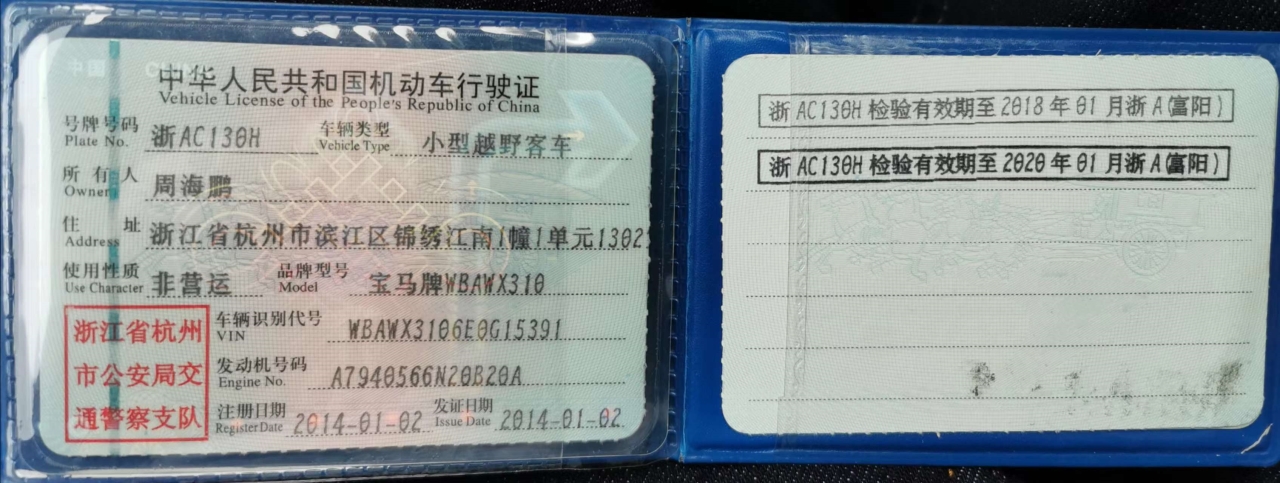 中国 CHINA
中华人民共和国机动车行驶证
Vehicle License of the People's Republic of China
号牌号码 浙AC130H 车辆类型 小型越野客车
Plate No. Vehicle Type
所有人 周海鹏
Owner
住址 浙江省杭州市滨江区锦绣江南1幢1单元1302
Address
使用性质 非营运 品牌型号 宝马牌WBAWX310
Use Character Model
浙江省杭州
市公安局交
通警察支队
车辆识别代号 WBAWX3106E0G15391
VIN
发动机号码 A7940566N20B20A
Engine No.
注册日期 2014-01-02 发证日期 2014-01-02
Register Date Issue Date
浙AC130H检验有效期至2018年01月浙A(富阳)
浙AC130H检验有效期至2020年01月浙A(富阳)